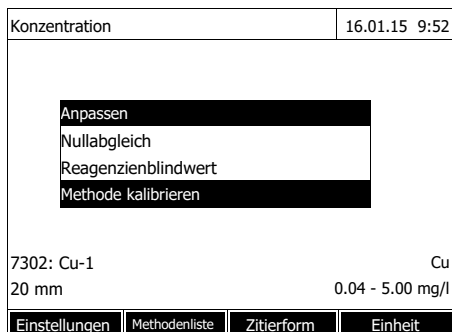 Konzentration 16.01.15 9:52
Anpassen
Nullabgleich
Reagenzienblindwert
Methode kalibrieren
7302: Cu-1 Cu
20 mm 0.04 - 5.00 mg/l
Einstellungen Methodenliste Zitierform Einheit